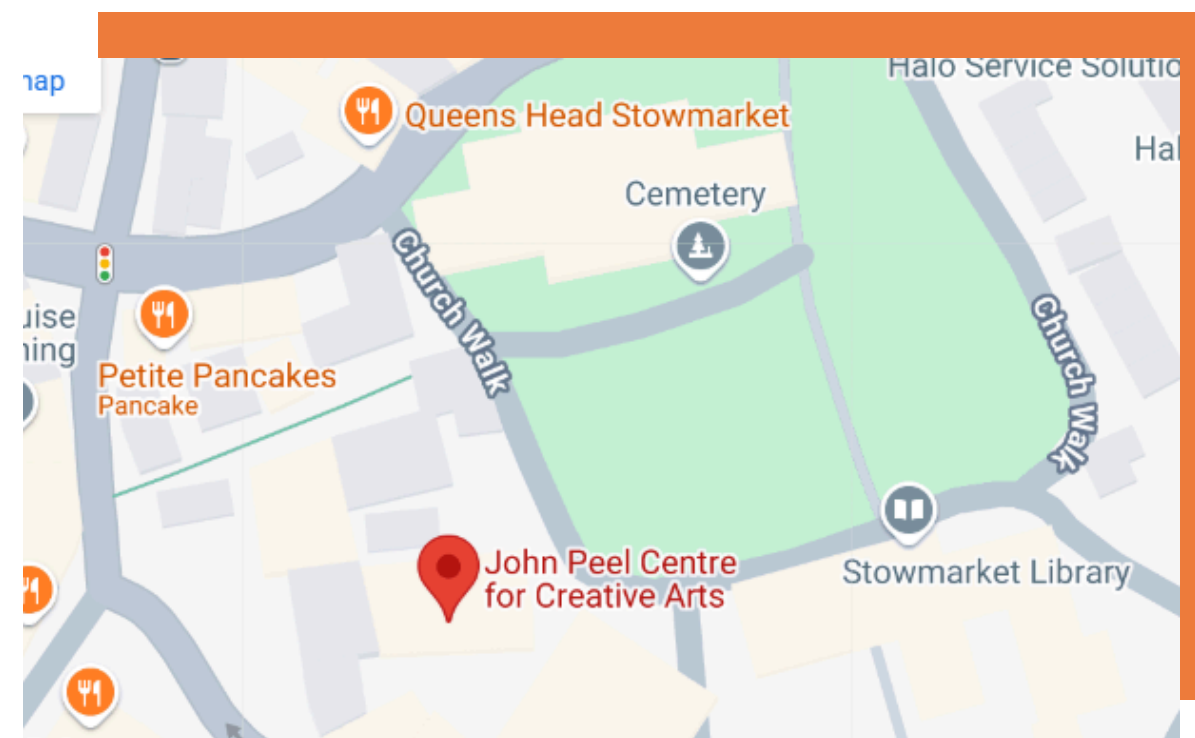 Halo Service Solutio
nap
Queens Head Stowmarket
Hal
Cemetery
Church Walk
uise
ning
Church Walk
Petite Pancakes
Pancake
John Peel Centre
for Creative Arts
Stowmarket Library